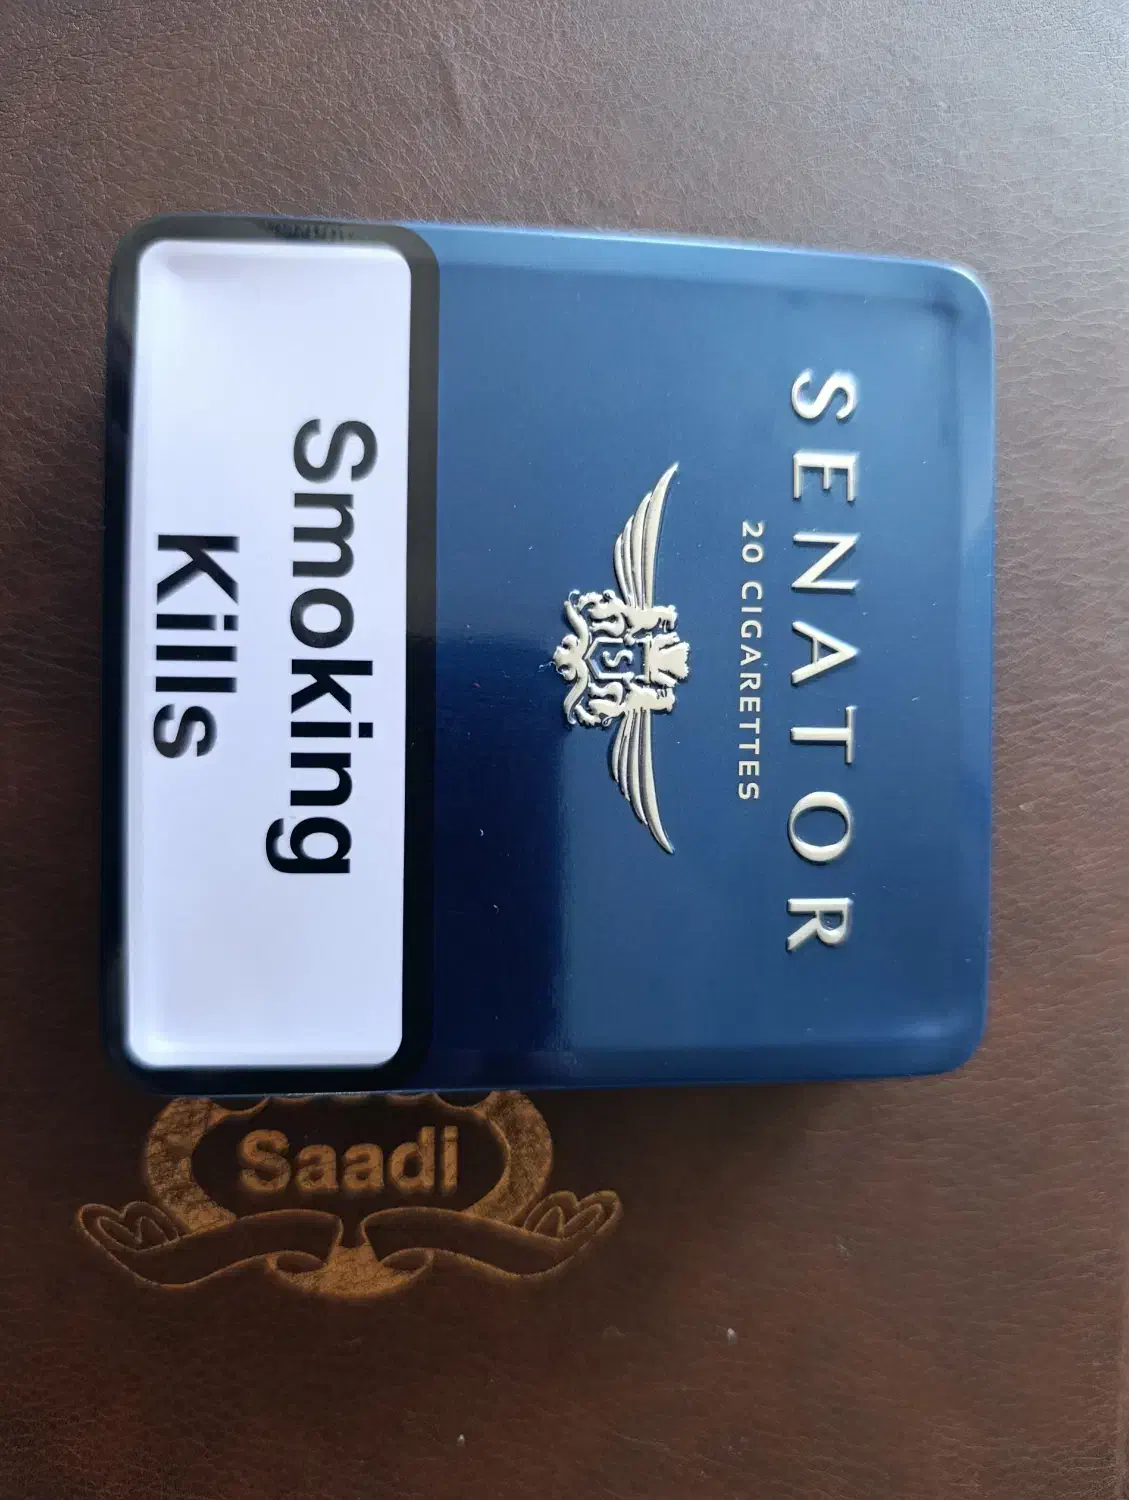 SENATOR
20 CIGARETTES
S
Smoking
Kills
Saadi